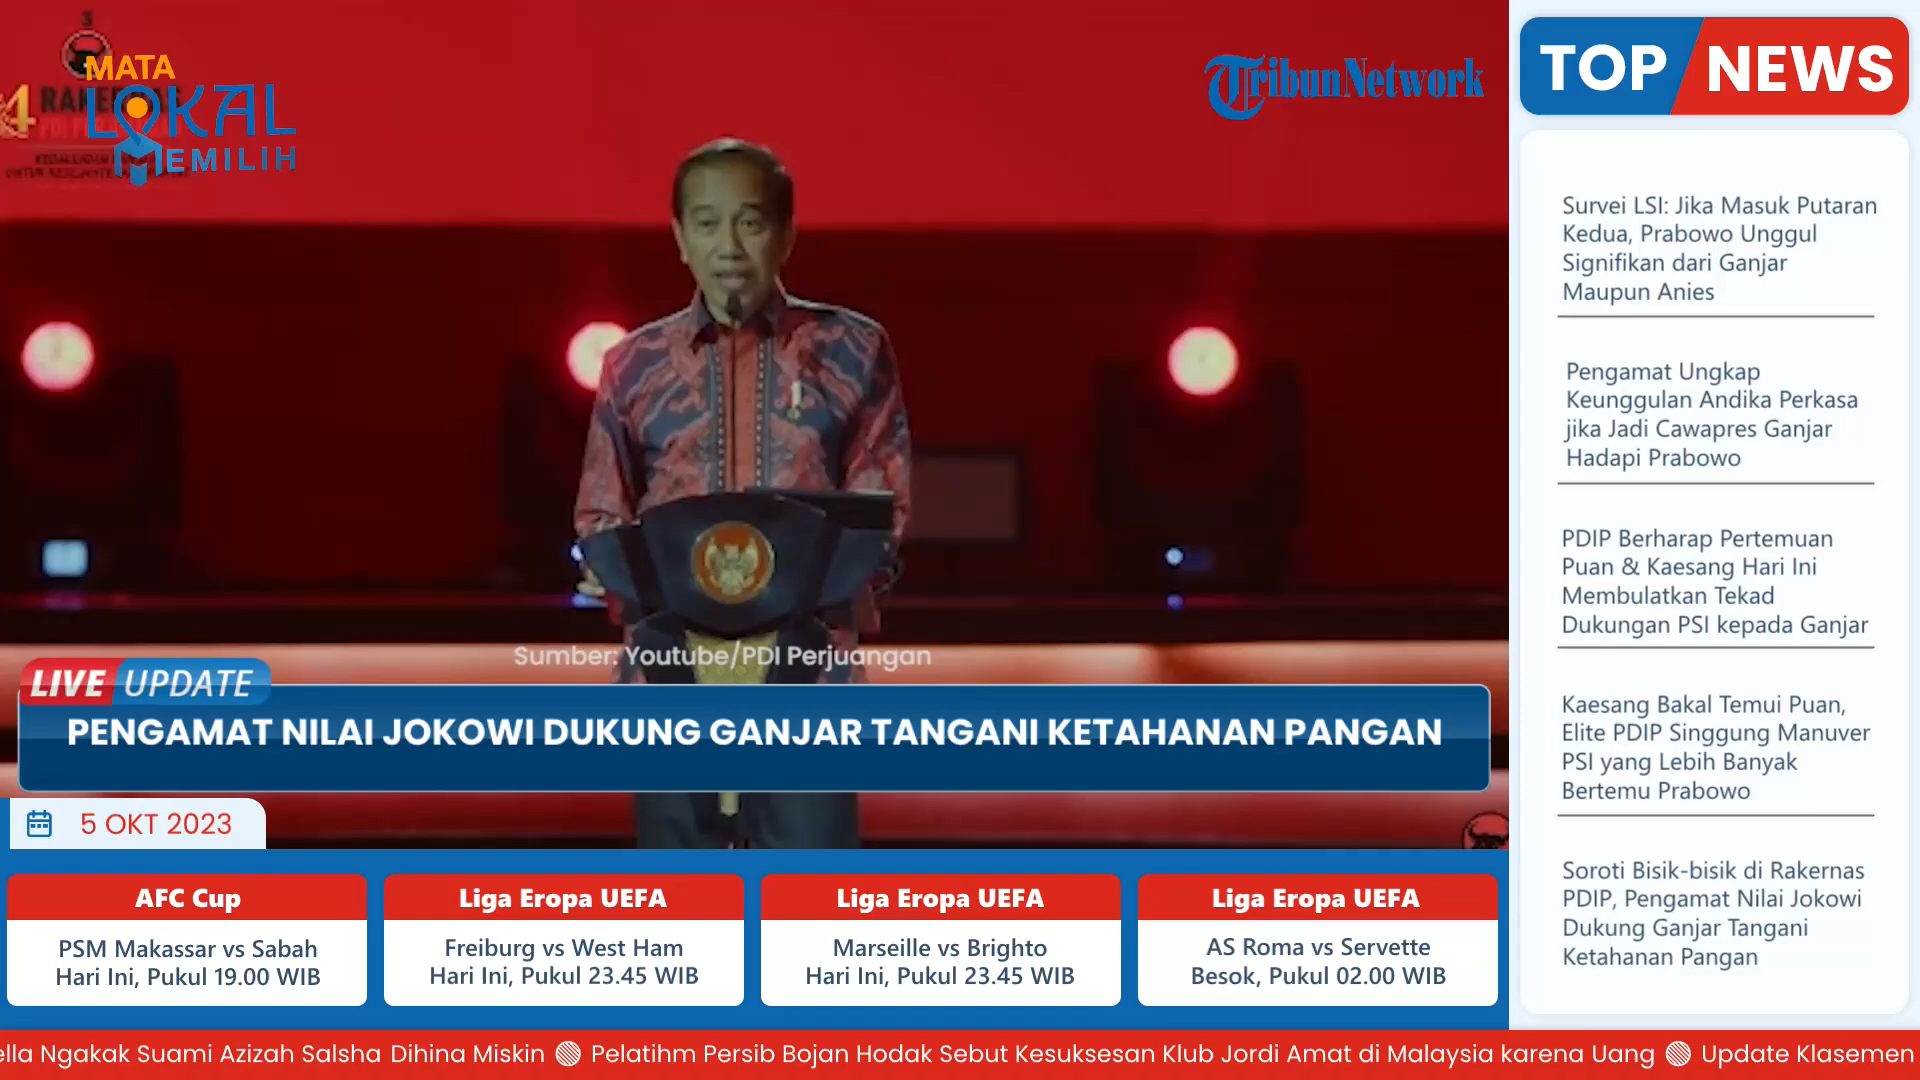 MATA
LOKAL
MEMILIH
RAKERNAS
TribunNetwork
TOP NEWS
Survei LSI: Jika Masuk Putaran
Kedua, Prabowo Unggul
Signifikan dari Ganjar
Maupun Anies
Pengamat Ungkap
Keunggulan Andika Perkasa
jika Jadi Cawapres Ganjar
Hadapi Prabowo
PDIP Berharap Pertemuan
Puan & Kaesang Hari Ini
Membulatkan Tekad
Dukungan PSI kepada Ganjar
Kaesang Bakal Temui Puan,
Elite PDIP Singgung Manuver
PSI yang Lebih Banyak
Bertemu Prabowo
Soroti Bisik-bisik di Rakernas
PDIP, Pengamat Nilai Jokowi
Dukung Ganjar Tangani
Ketahanan Pangan
Sumber: Youtube/PDI Perjuangan
LIVE UPDATE
PENGAMAT NILAI JOKOWI DUKUNG GANJAR TANGANI KETAHANAN PANGAN
5 OKT 2023
AFC Cup
PSM Makassar vs Sabah
Hari Ini, Pukul 19.00 WIB
Liga Eropa UEFA
Freiburg vs West Ham
Hari Ini, Pukul 23.45 WIB
Liga Eropa UEFA
Marseille vs Brighto
Hari Ini, Pukul 23.45 WIB
Liga Eropa UEFA
AS Roma vs Servette
Besok, Pukul 02.00 WIB
ella Ngakak Suami Azizah Salsha Dihina Miskin Pelatihm Persib Bojan Hodak Sebut Kesuksesan Klub Jordi Amat di Malaysia karena Uang Update Klasemen